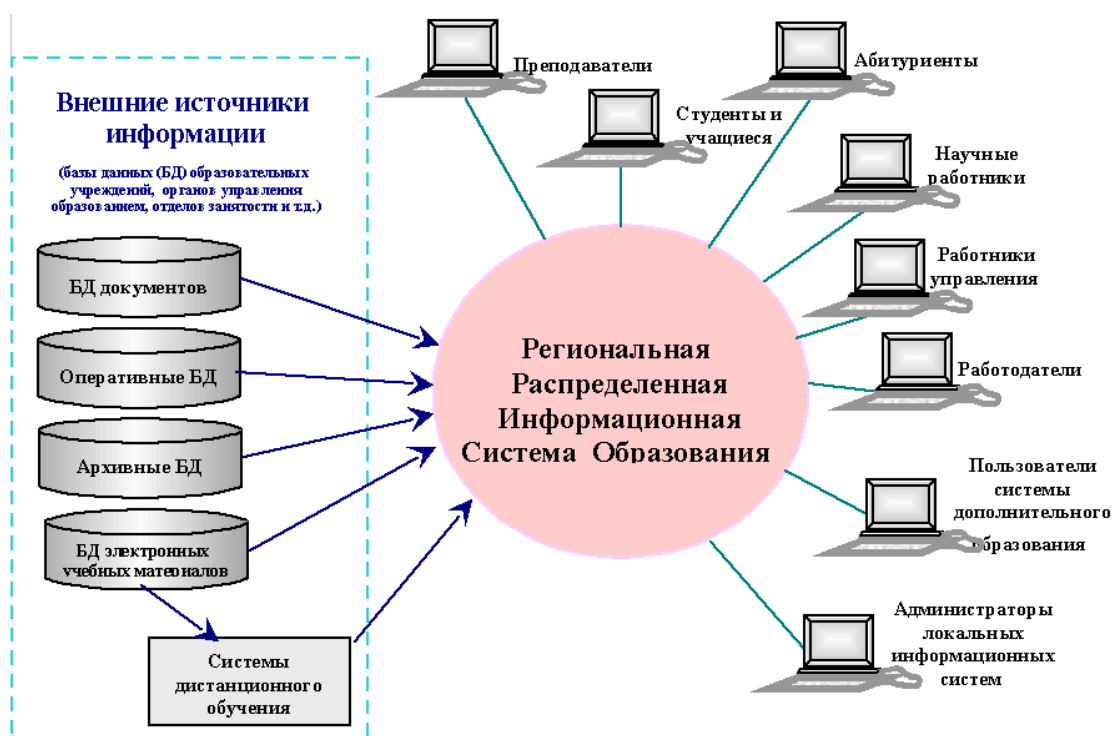 Внешние источники
информации
(базы данных (БД) образовательных
учреждений, органов управления
образованием, отделов занятости и т.д.)
БД документов
Оперативные БД
Архивные БД
БД электронных
учебных материалов
Системы
дистанционного
обучения
Региональная
Распределенная
Информационная
Система Образования
Преподаватели
Студенты и
учащиеся
Абитуриенты
Научные
работники
Работники
управления
Работодатели
Пользователи
системы
дополнительного
образования
Администраторы
локальных
информационных
систем